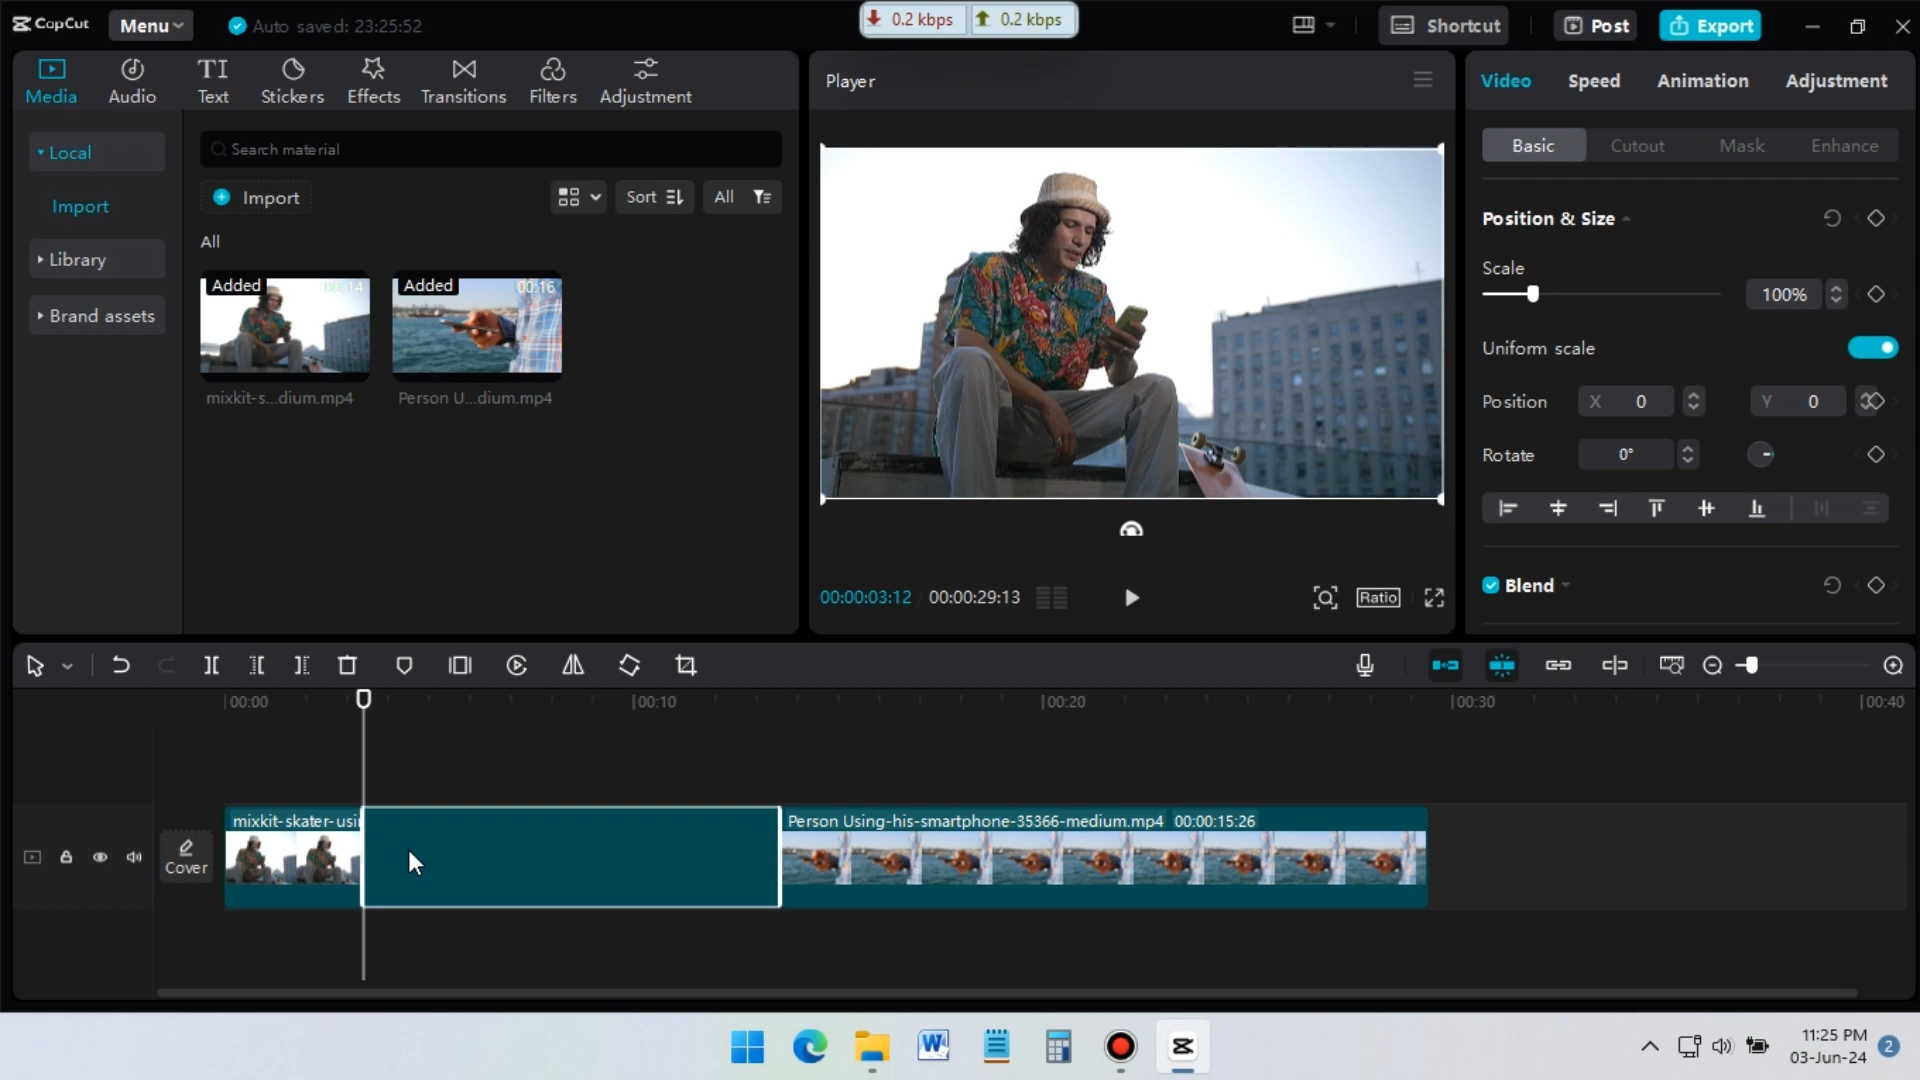 CapCut
Menu
Auto saved: 23:25:52
0.2 kbps
0.2 kbps
Shortcut
Post
Export
Media
Audio
TI
Text
Stickers
Effects
Transitions
Filters
Adjustment
Local
Import
Library
Brand assets
Search material
Import
Sort
All
All
Added
00:14
mixkit-s...dium.mp4
Added
00:16
Person U...dium.mp4
Player
00:00:03:12
00:00:29:13
Ratio
Video
Speed
Animation
Adjustment
Basic
Cutout
Mask
Enhance
Position & Size
Scale
100%
Uniform scale
Position
X 0
Y 0
Rotate
0°
Blend
00:00
00:10
00:20
00:30
00:40
Cover
mixkit-skater-usi
Person Using-his-smartphone-35366-medium.mp4 00:00:15:26
W
11:25 PM
03-Jun-24
2